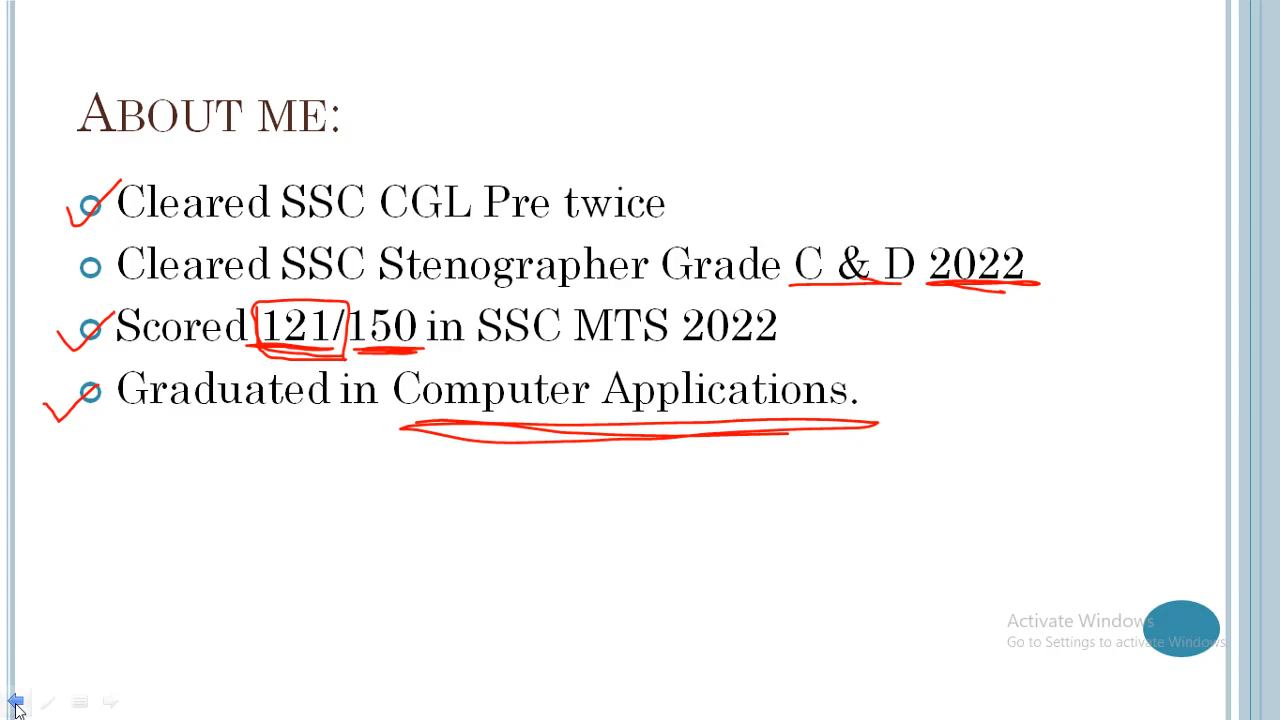 ABOUT ME:
Cleared SSC CGL Pre twice
Cleared SSC Stenographer Grade C & D 2022
Scored 121/150 in SSC MTS 2022
Graduated in Computer Applications.
Activate Windows
Go to Settings to activate Windows.